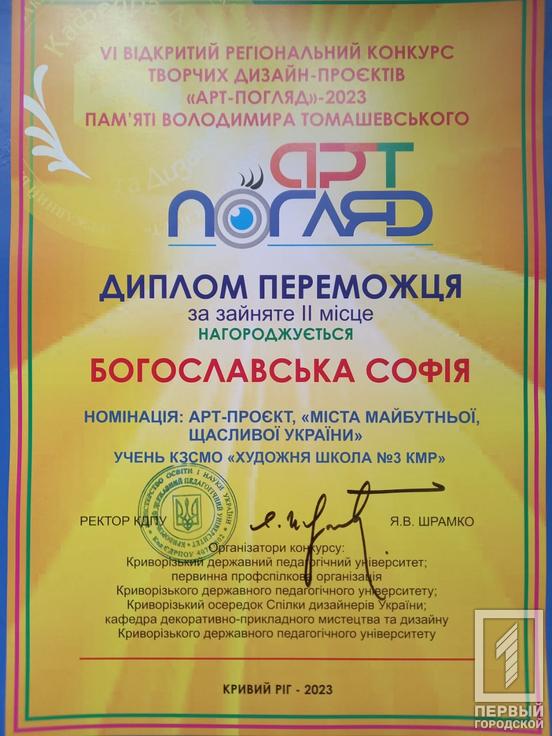 VI ВІДКРИТИЙ РЕГІОНАЛЬНИЙ КОНКУРС
ТВОРЧИХ ДИЗАЙН-ПРОЄКТІВ
«АРТ-ПОГЛЯД»-2023
ПАМ'ЯТІ ВОЛОДИМИРА ТОМАШЕВСЬКОГО
АРТ
ПОГЛЯД
ДИПЛОМ ПЕРЕМОЖЦЯ
за зайняте II місце
НАГОРОДЖУЄТЬСЯ
БОГОСЛАВСЬКА СОФІЯ
НОМІНАЦІЯ: АРТ-ПРОЄКТ, «МІСТА МАЙБУТНЬОЇ,
ЩАСЛИВОЇ УКРАЇНИ»
УЧЕНЬ КЗСМО «ХУДОЖНЯ ШКОЛА №3 КМР»
РЕКТОР КДПУ
Я.В. ШРАМКО
Організатори конкурсу:
Криворізький державний педагогічний університет;
первинна профспілкова організація
Криворізького державного педагогічного університету;
Криворізький осередок Спілки дизайнерів України;
кафедра декоративно-прикладного мистецтва та дизайну
Криворізького державного педагогічного університету
КРИВИЙ РІГ - 2023
ПЕРВЫЙ
ГОРОДСКОЙ